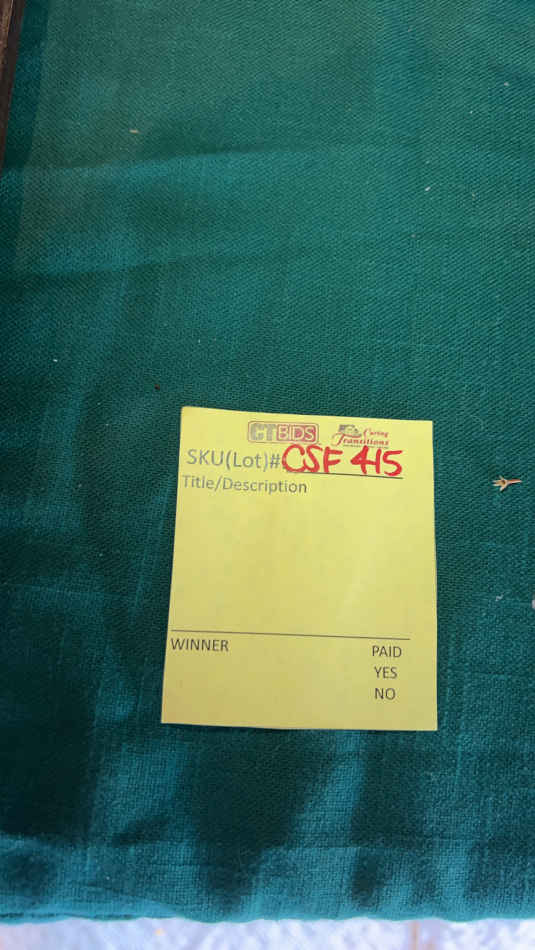 CTBIDS Caring Transitions
SKU(Lot)# CSF 415
Title/Description
WINNER PAID
YES
NO